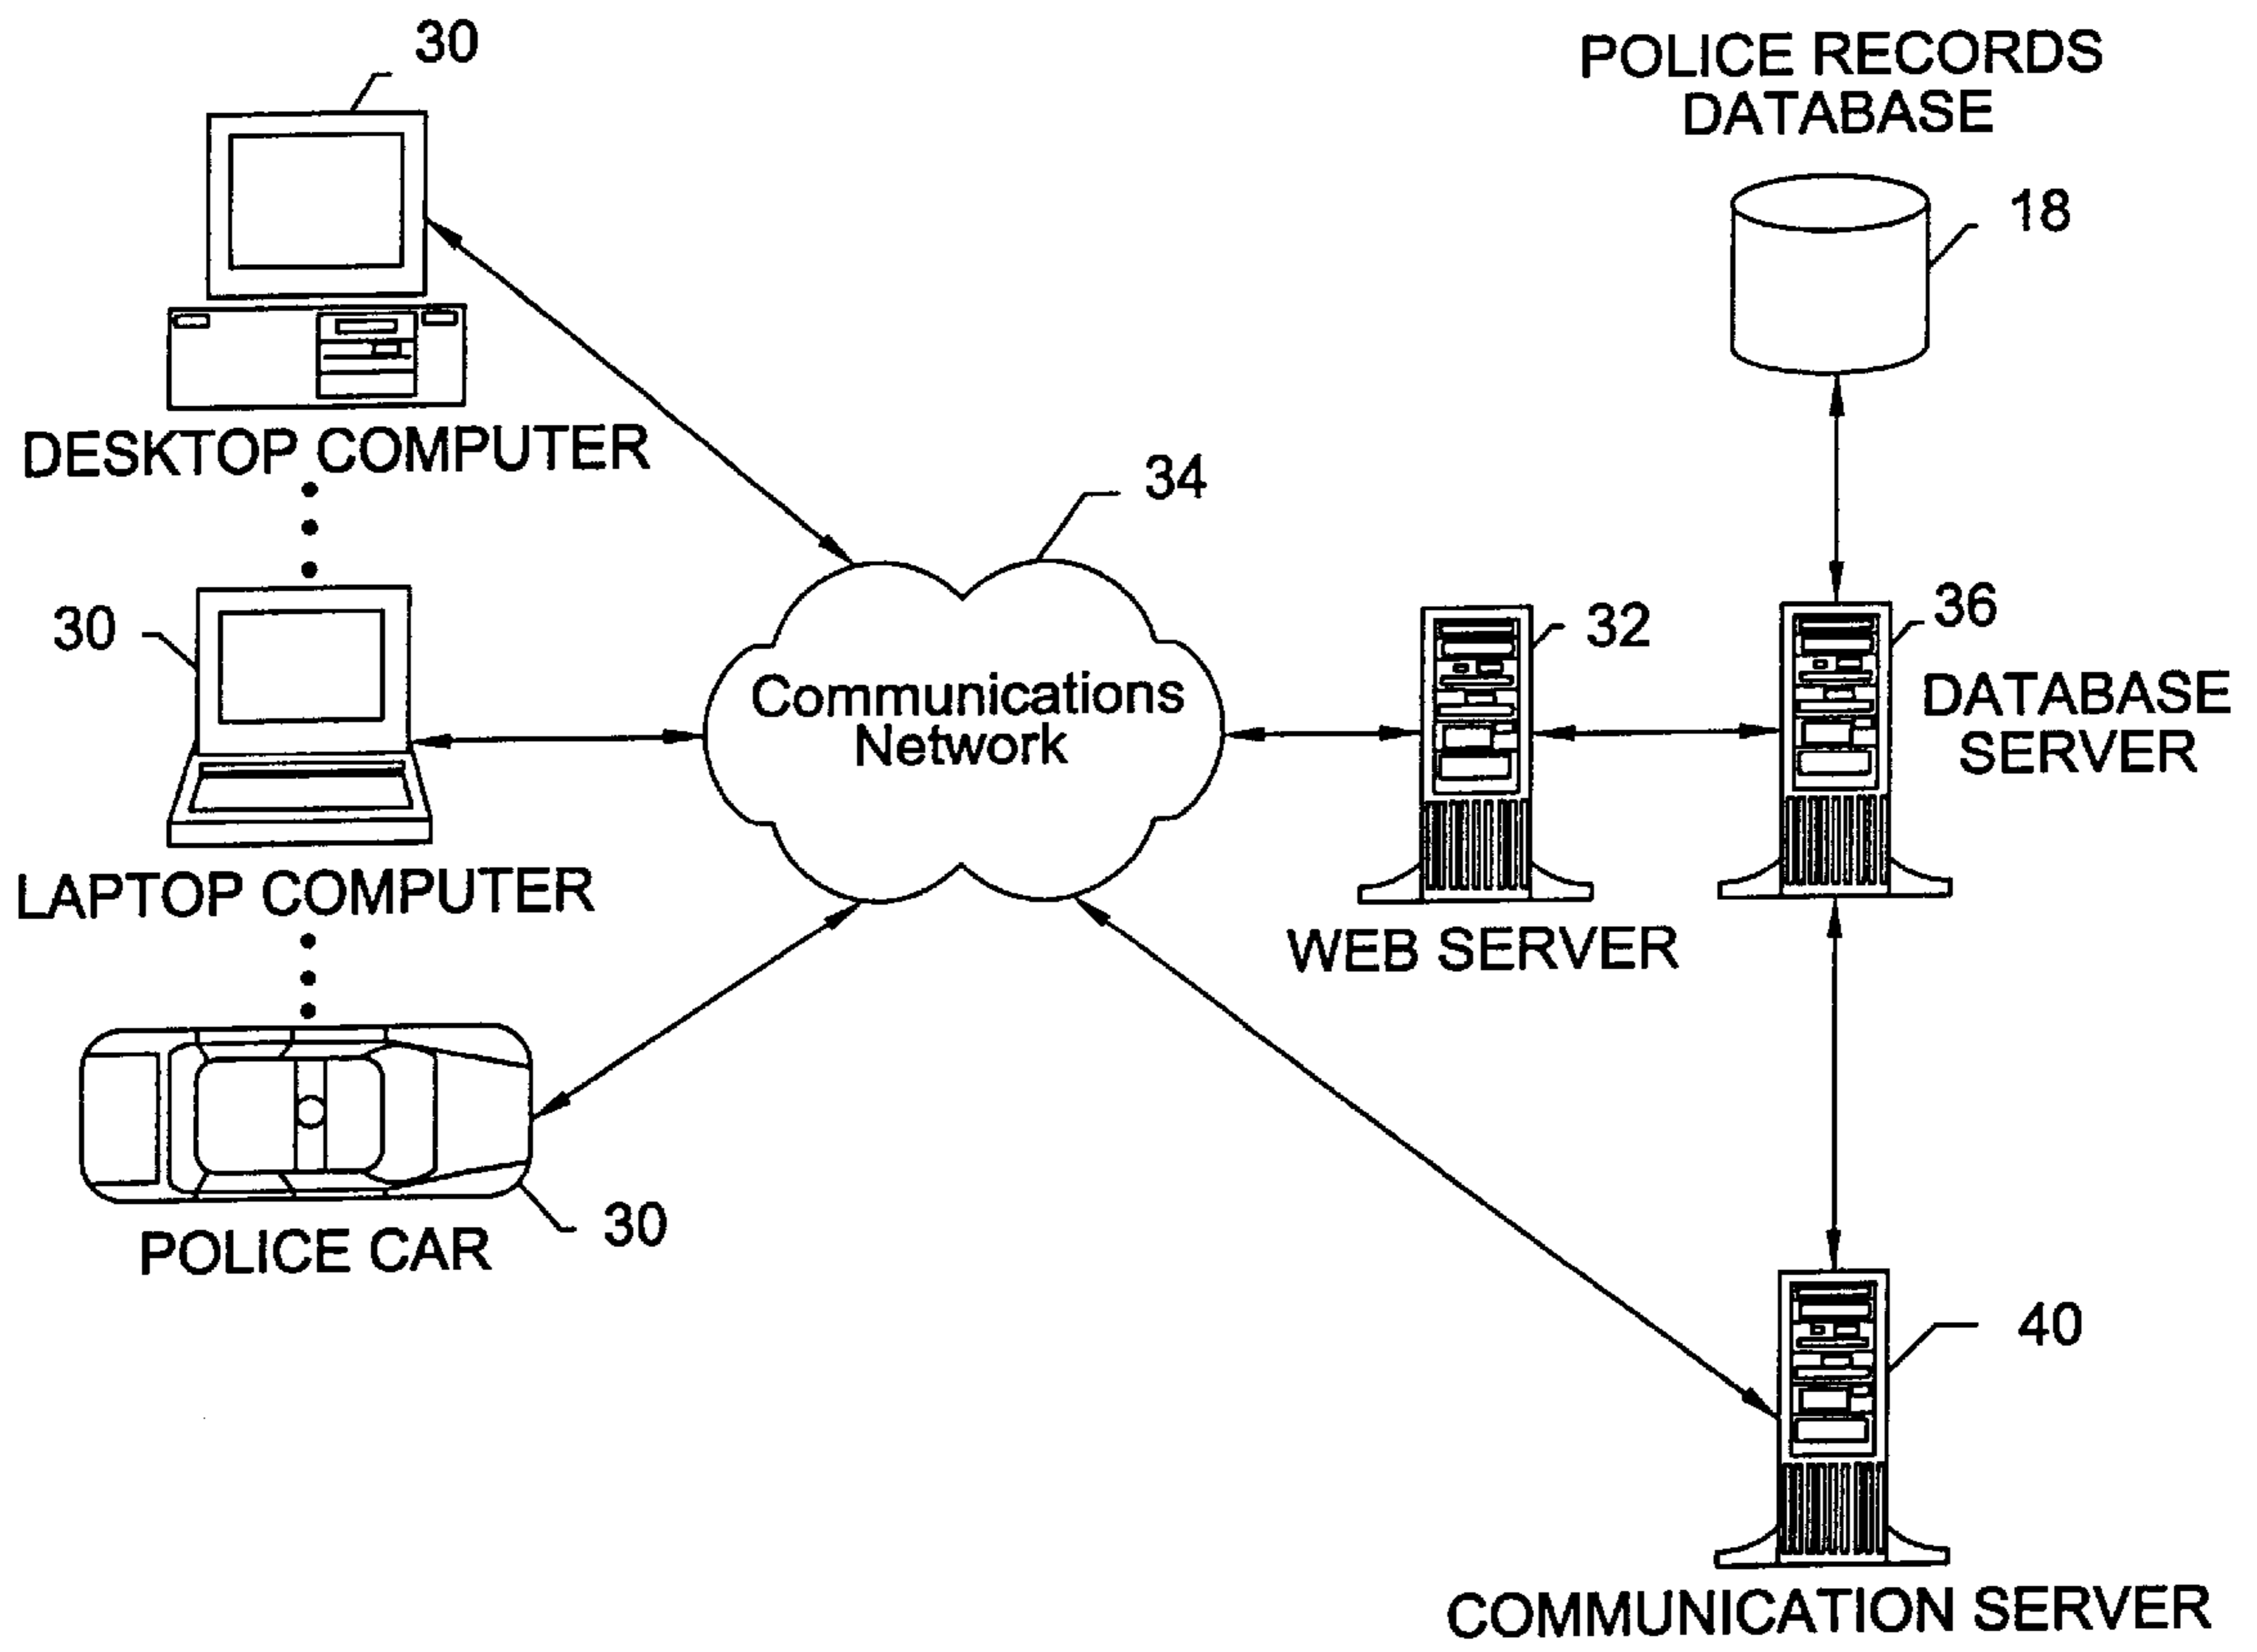 30
POLICE RECORDS
DATABASE
18
DESKTOP COMPUTER
34
30
32
36
Communications
Network
DATABASE
SERVER
LAPTOP COMPUTER
WEB SERVER
30
POLICE CAR
40
COMMUNICATION SERVER